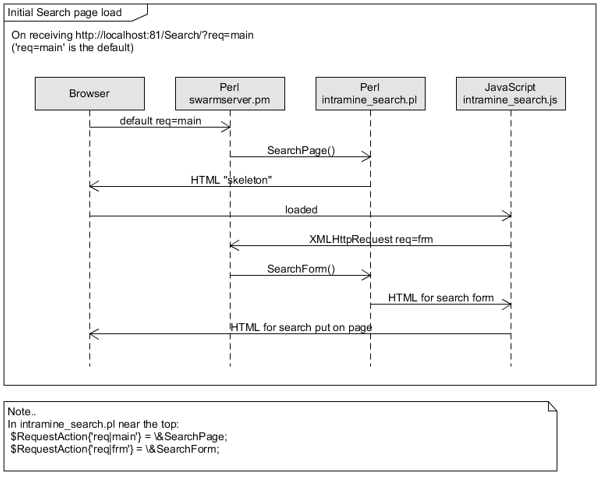 Initial Search page load
On receiving http://localhost:81/Search/?req=main
('req=main' is the default)
Browser
Perl
swarmserver.pm
Perl
intramine_search.pl
JavaScript
intramine_search.js
default req=main
SearchPage()
HTML "skeleton"
loaded
XMLHttpRequest req=frm
SearchForm()
HTML for search form
HTML for search put on page
Note..
In intramine_search.pl near the top:
$RequestAction{'req|main'} = \&SearchPage;
$RequestAction{'req|frm'} = \&SearchForm;